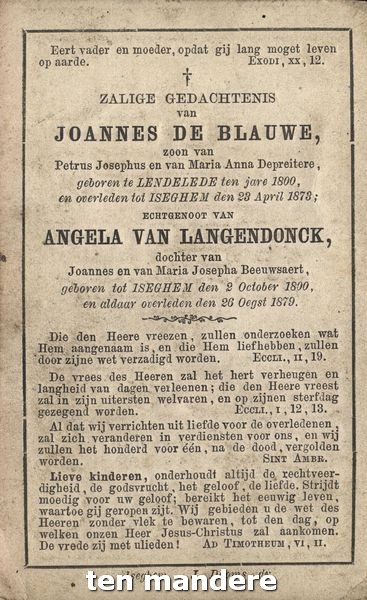 Eert vader en moeder, opdat gij lang moget leven
op aarde. EXODI, XX, 12.
†
ZALIGE GEDACHTENIS
van
JOANNES DE BLAUWE,
zoon van
Petrus Josephus en van Maria Anna Depreitere,
geboren te LENDELEDE ten jare 1800,
en overleden tot ISEGHEM den 23 April 1873;
ECHTGENOOT VAN
ANGELA VAN LANGENDONCK,
dochter van
Joannes en van Maria Josepha Beeuwsaert,
geboren tot ISEGHEM den 2 October 1800,
en aldaar overleden den 26 Oegst 1879.
Die den Heere vreezen, zullen onderzoeken wat
Hem aangenaam is, en die Hem liefhebben, zullen
door zijne wet verzadigd worden. ECCLI., II, 19.
De vrees des Heeren zal het hert verheugen en
langheid van dagen verleenen; die den Heere vreest
zal in zijn uitersten welvaren, en op zijnen sterfdag
gezegend worden. ECCLI., I, 12, 13.
Al dat wij verrichten uit liefde voor de overledenen,
zal zich veranderen in verdiensten voor ons, en wij
zullen het honderd voor één, na de dood, vergolden
worden. SINT AMBR.
Lieve kinderen, onderhoudt altijd de rechtveer-
digheid, de godsvrucht, het geloof, de liefde. Strijdt
moedig voor uw geloof; bereikt het eeuwig leven,
waartoe gij geroepen zijt. Wij gebieden u de wet des
Heeren zonder vlek te bewaren, tot den dag, op
welken onzen Heer Jesus-Christus zal aankomen.
De vrede zij met ulieden! AD TIMOTHEUM, VI, II.
ten mandere